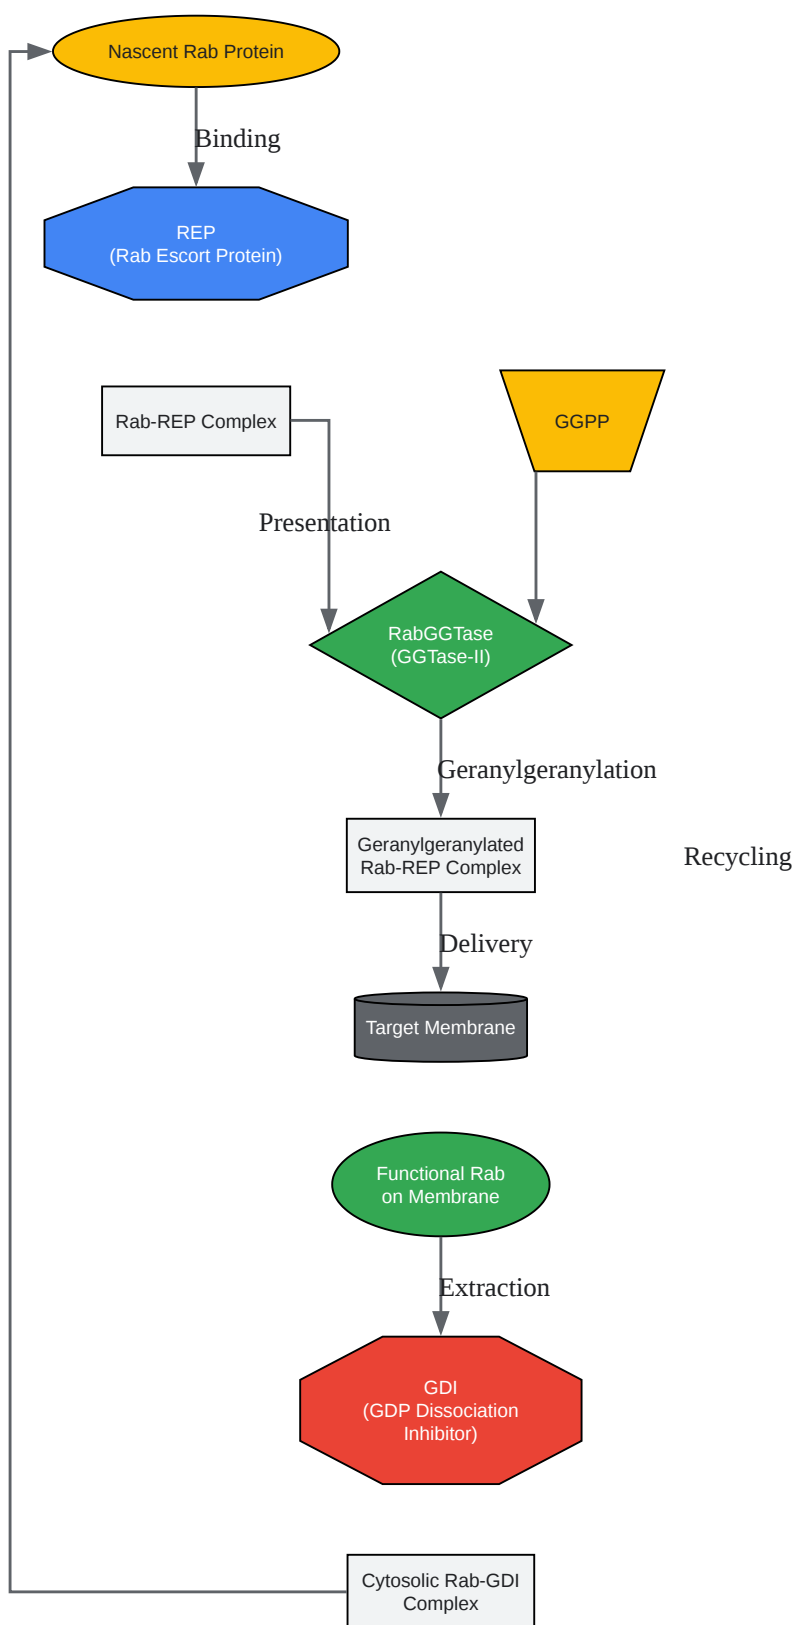 Nascent Rab Protein
Binding
REP
(Rab Escort Protein)
Rab-REP Complex
GGPP
Presentation
RabGGTase
(GGTase-II)
Geranylgeranylation
Geranylgeranylated
Rab-REP Complex
Recycling
Delivery
Target Membrane
Functional Rab
on Membrane
Extraction
GDI
(GDP Dissociation
Inhibitor)
Cytosolic Rab-GDI
Complex